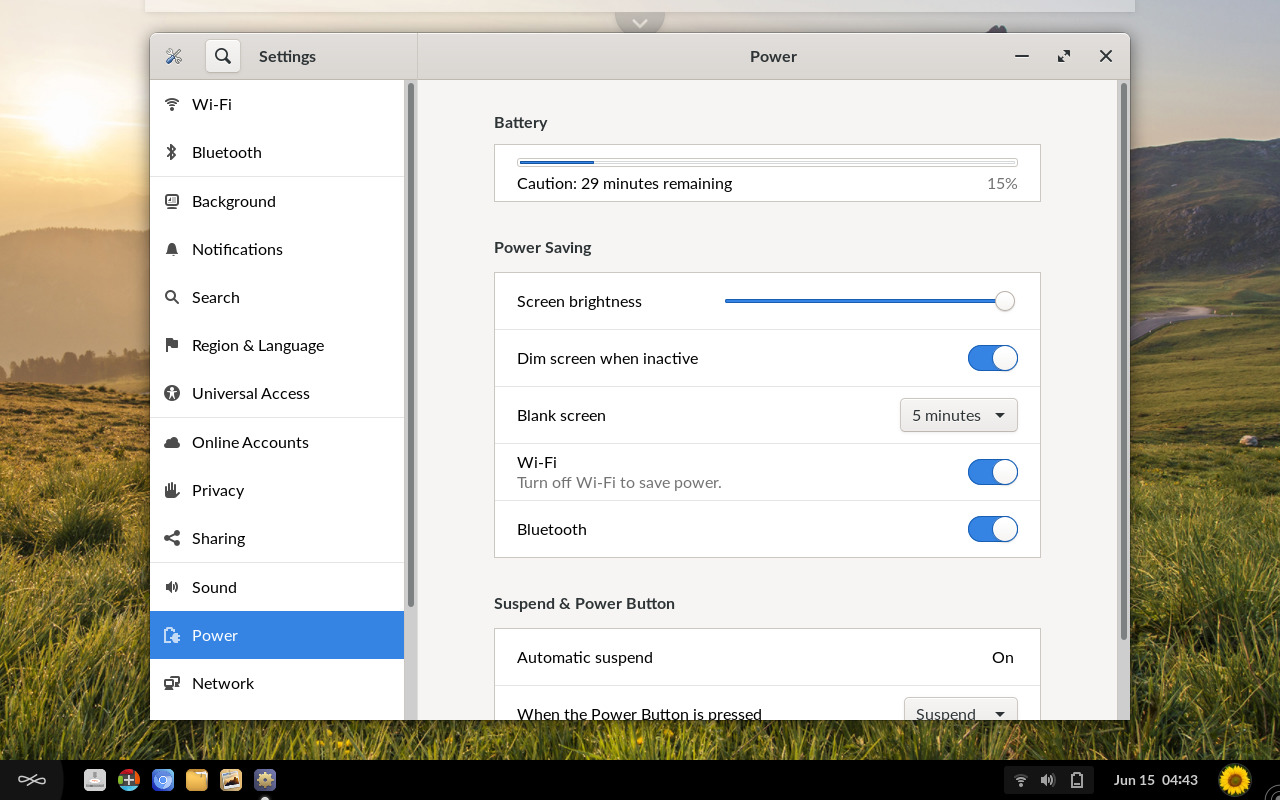 Settings
Power
Wi-Fi
Bluetooth
Background
Notifications
Search
Region & Language
Universal Access
Online Accounts
Privacy
Sharing
Sound
Power
Network
Battery
Caution: 29 minutes remaining 15%
Power Saving
Screen brightness
Dim screen when inactive
Blank screen 5 minutes
Wi-Fi
Turn off Wi-Fi to save power.
Bluetooth
Suspend & Power Button
Automatic suspend On
When the Power Button is pressed Suspend
Jun 15 04:43